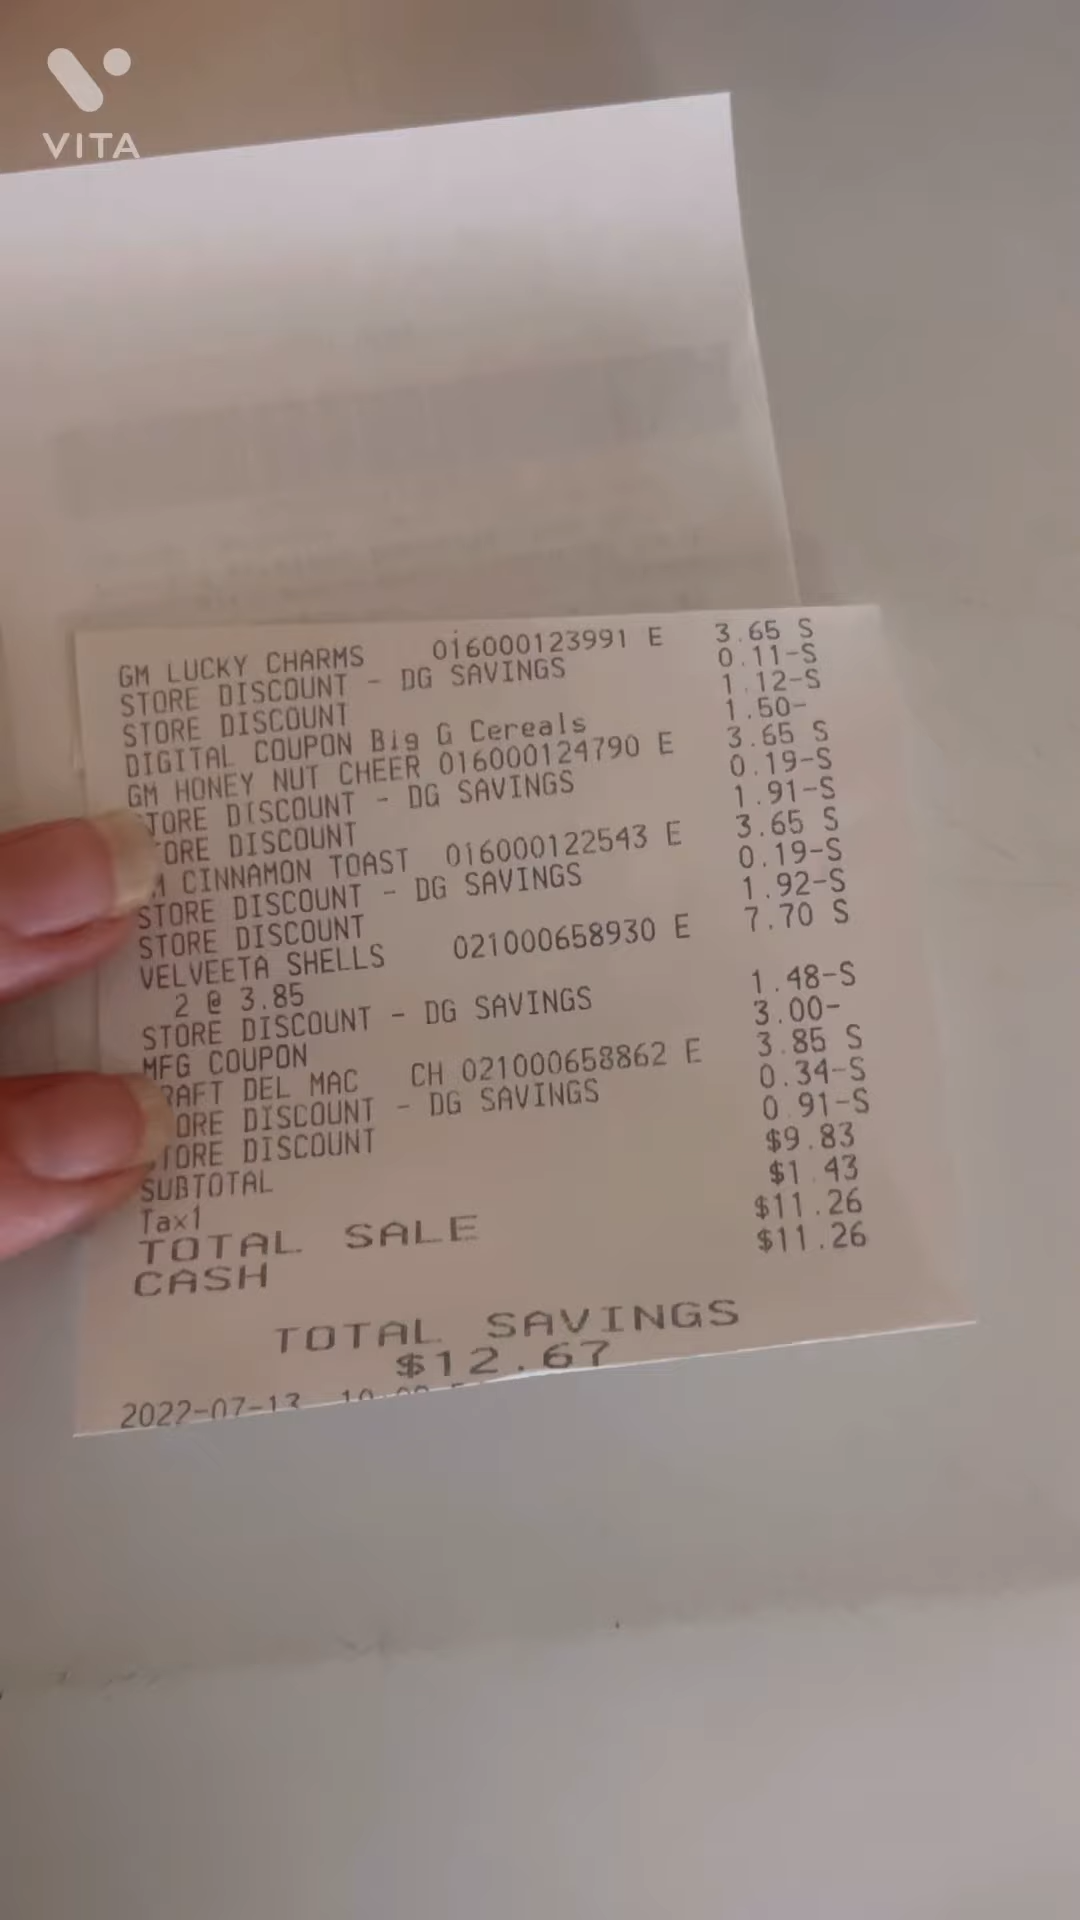 VITA
GM LUCKY CHARMS 016000123991 E 3.65 S
STORE DISCOUNT - DG SAVINGS 0.11-S
STORE DISCOUNT 1.12-S
DIGITAL COUPON Big G Cereals 1.50-
GM HONEY NUT CHEER 016000124790 E 3.65 S
TORE DISCOUNT - DG SAVINGS 0.19-S
ORE DISCOUNT 1.91-S
M CINNAMON TOAST 016000122543 E 3.65 S
STORE DISCOUNT - DG SAVINGS 0.19-S
STORE DISCOUNT 1.92-S
VELVEETA SHELLS 021000658930 E 7.70 S
2 @ 3.85
STORE DISCOUNT - DG SAVINGS 1.48-S
MFG COUPON 3.00-
RAFT DEL MAC CH 021000658862 E 3.85 S
ORE DISCOUNT - DG SAVINGS 0.34-S
TORE DISCOUNT 0.91-S
SUBTOTAL $9.83
Tax1 $1.43
TOTAL SALE $11.26
CASH $11.26
TOTAL SAVINGS
$12.67
2022-07-13